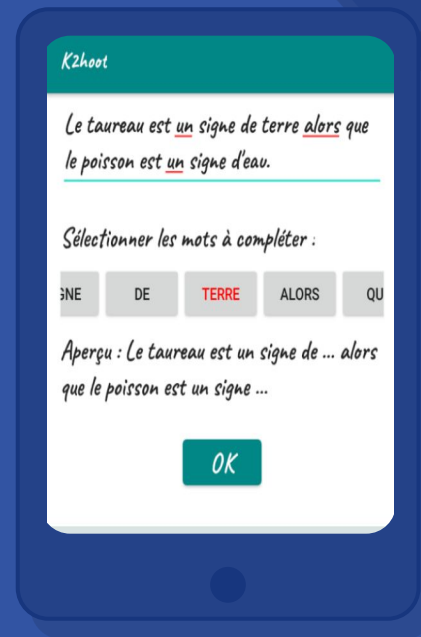 K2hoot
Le taureau est un signe de terre alors que
le poisson est un signe d'eau.
Sélectionner les mots à compléter :
GNE DE TERRE ALORS QU
Aperçu : Le taureau est un signe de ... alors
que le poisson est un signe ...
OK